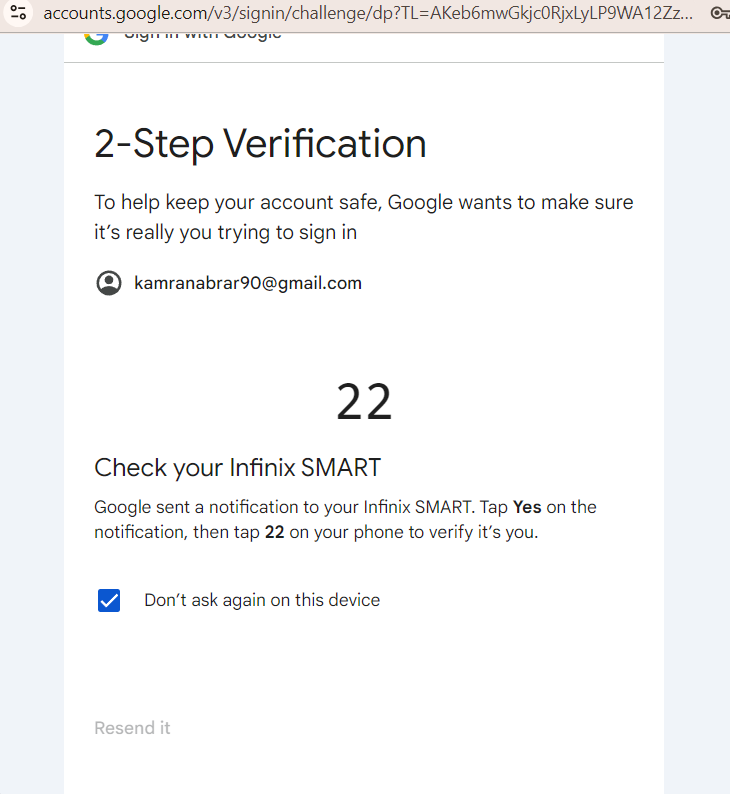 accounts.google.com/v3/signin/challenge/dp?TL=AKeb6mwGkjc0RjxLyLP9WA12Zz...
Sign in with Google
2-Step Verification
To help keep your account safe, Google wants to make sure
it’s really you trying to sign in
kamranabrar90@gmail.com
22
Check your Infinix SMART
Google sent a notification to your Infinix SMART. Tap Yes on the
notification, then tap 22 on your phone to verify it’s you.
Don’t ask again on this device
Resend it